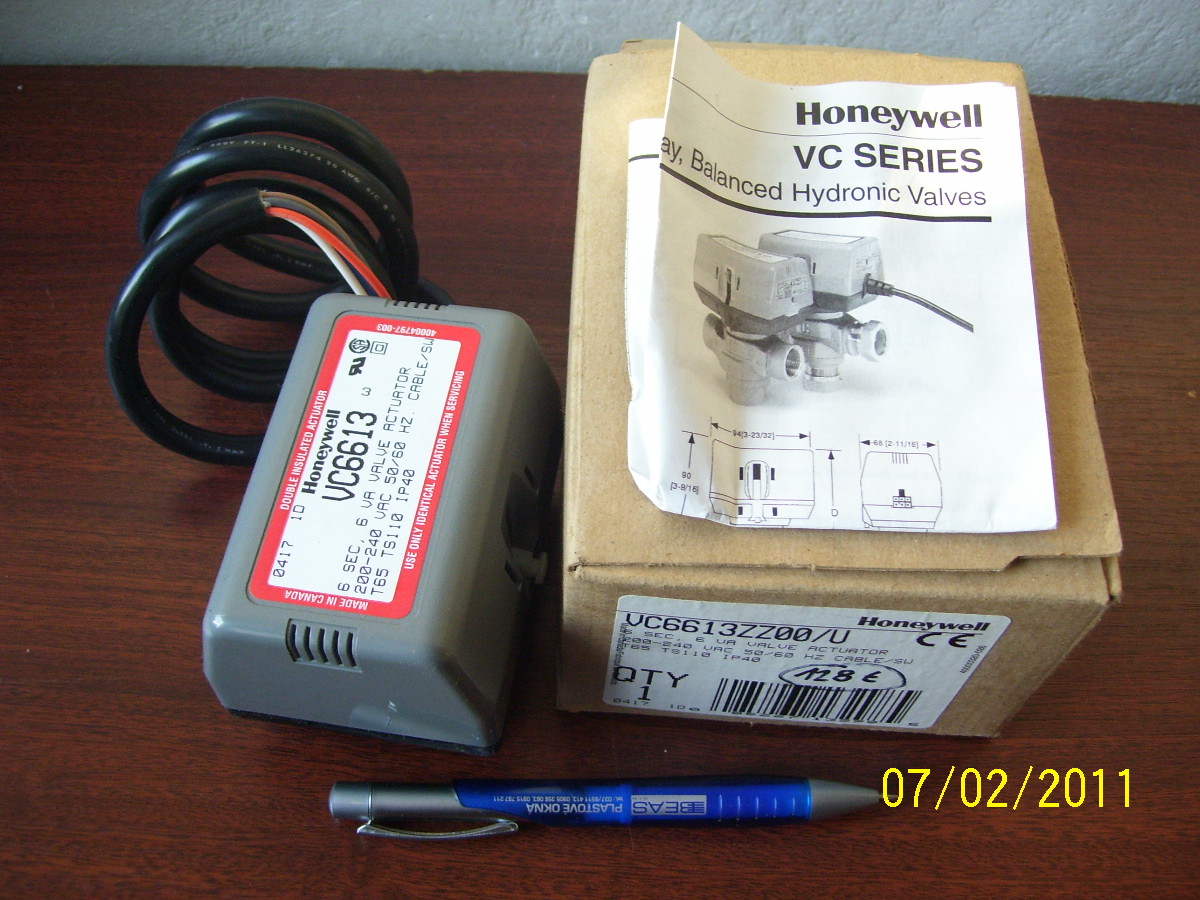 Honeywell
VC SERIES
ay, Balanced Hydronic Valves
94[3-23/32]
68 [2-11/16]
90
[3-9/16]
D
40004797-003
DOUBLE INSULATED ACTUATOR
0417 1D
Honeywell
VC6613 3
6 SEC, 6 VA VALVE ACTUATOR
200-240 VAC 50/60 HZ. CABLE/SW
T65 TS110 IP40
USE ONLY IDENTICAL ACTUATOR WHEN SERVICING
MADE IN CANADA
VC6613ZZ00/U
Honeywell
6 SEC, 6 VA VALVE ACTUATOR
200-240 VAC 50/60 HZ CABLE/SW
T65 TS110 IP40
CE
QTY
1
128 €
0417 1D
BEAS
PLASTOVÉ OKNÁ
07/02/2011